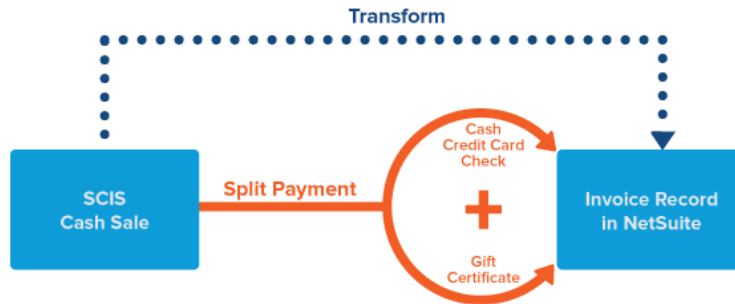 Transform
SCIS
Cash Sale
Split Payment
Cash
Credit Card
Check
+
Gift
Certificate
Invoice Record
in NetSuite